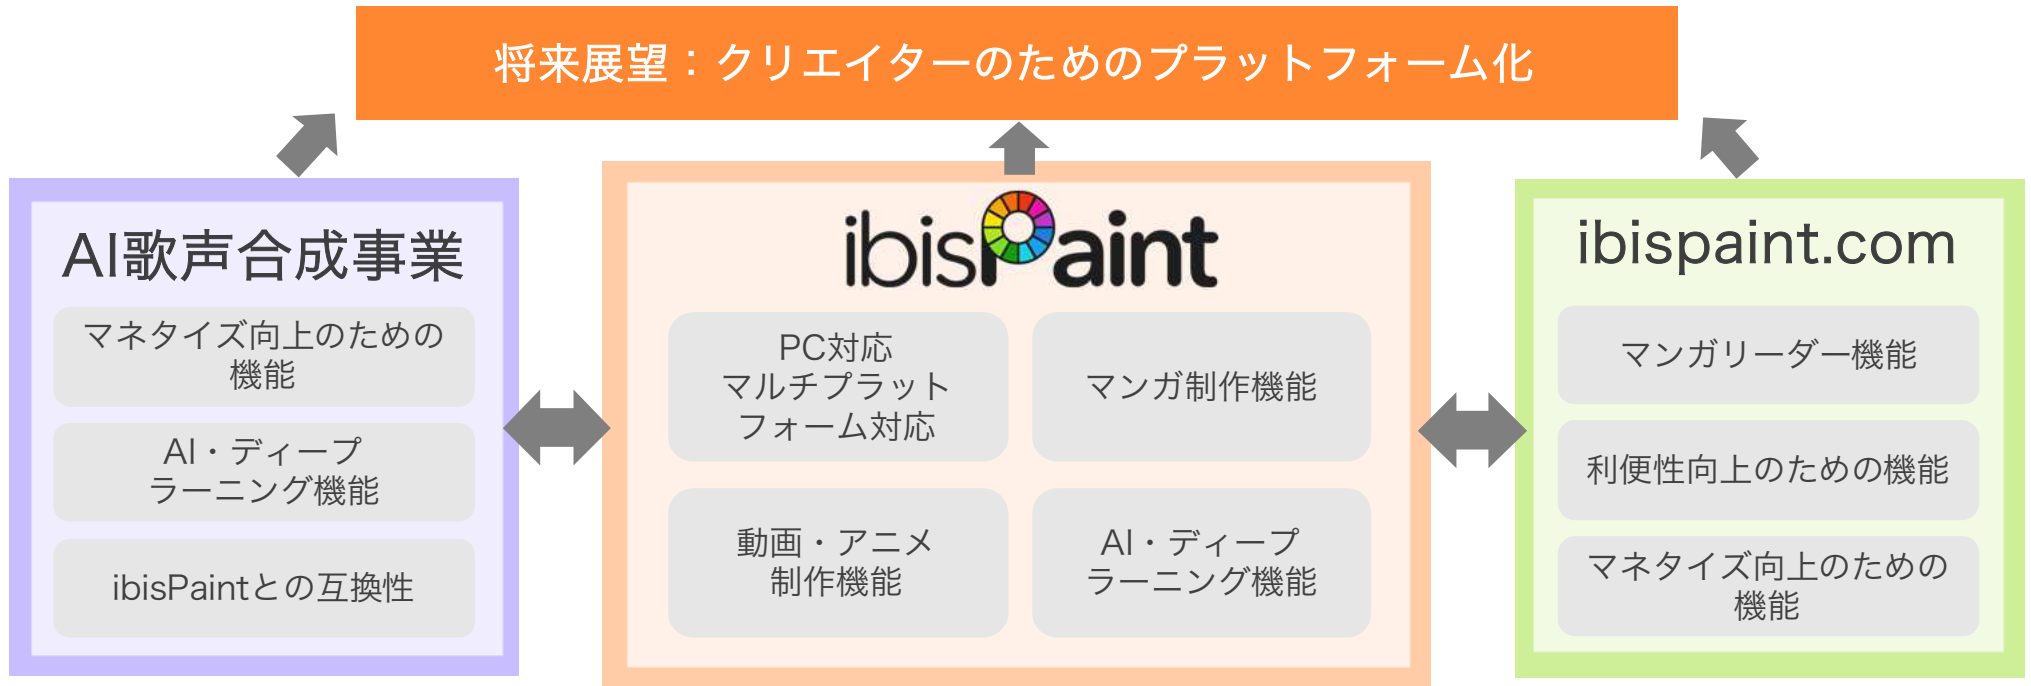 将来展望：クリエイターのためのプラットフォーム化
AI歌声合成事業
マネタイズ向上のための
機能
AI・ディープ
ラーニング機能
ibisPaintとの互換性
ibisPaint
PC対応
マルチプラット
フォーム対応
マンガ制作機能
動画・アニメ
制作機能
AI・ディープ
ラーニング機能
ibispaint.com
マンガリーダー機能
利便性向上のための機能
マネタイズ向上のための
機能